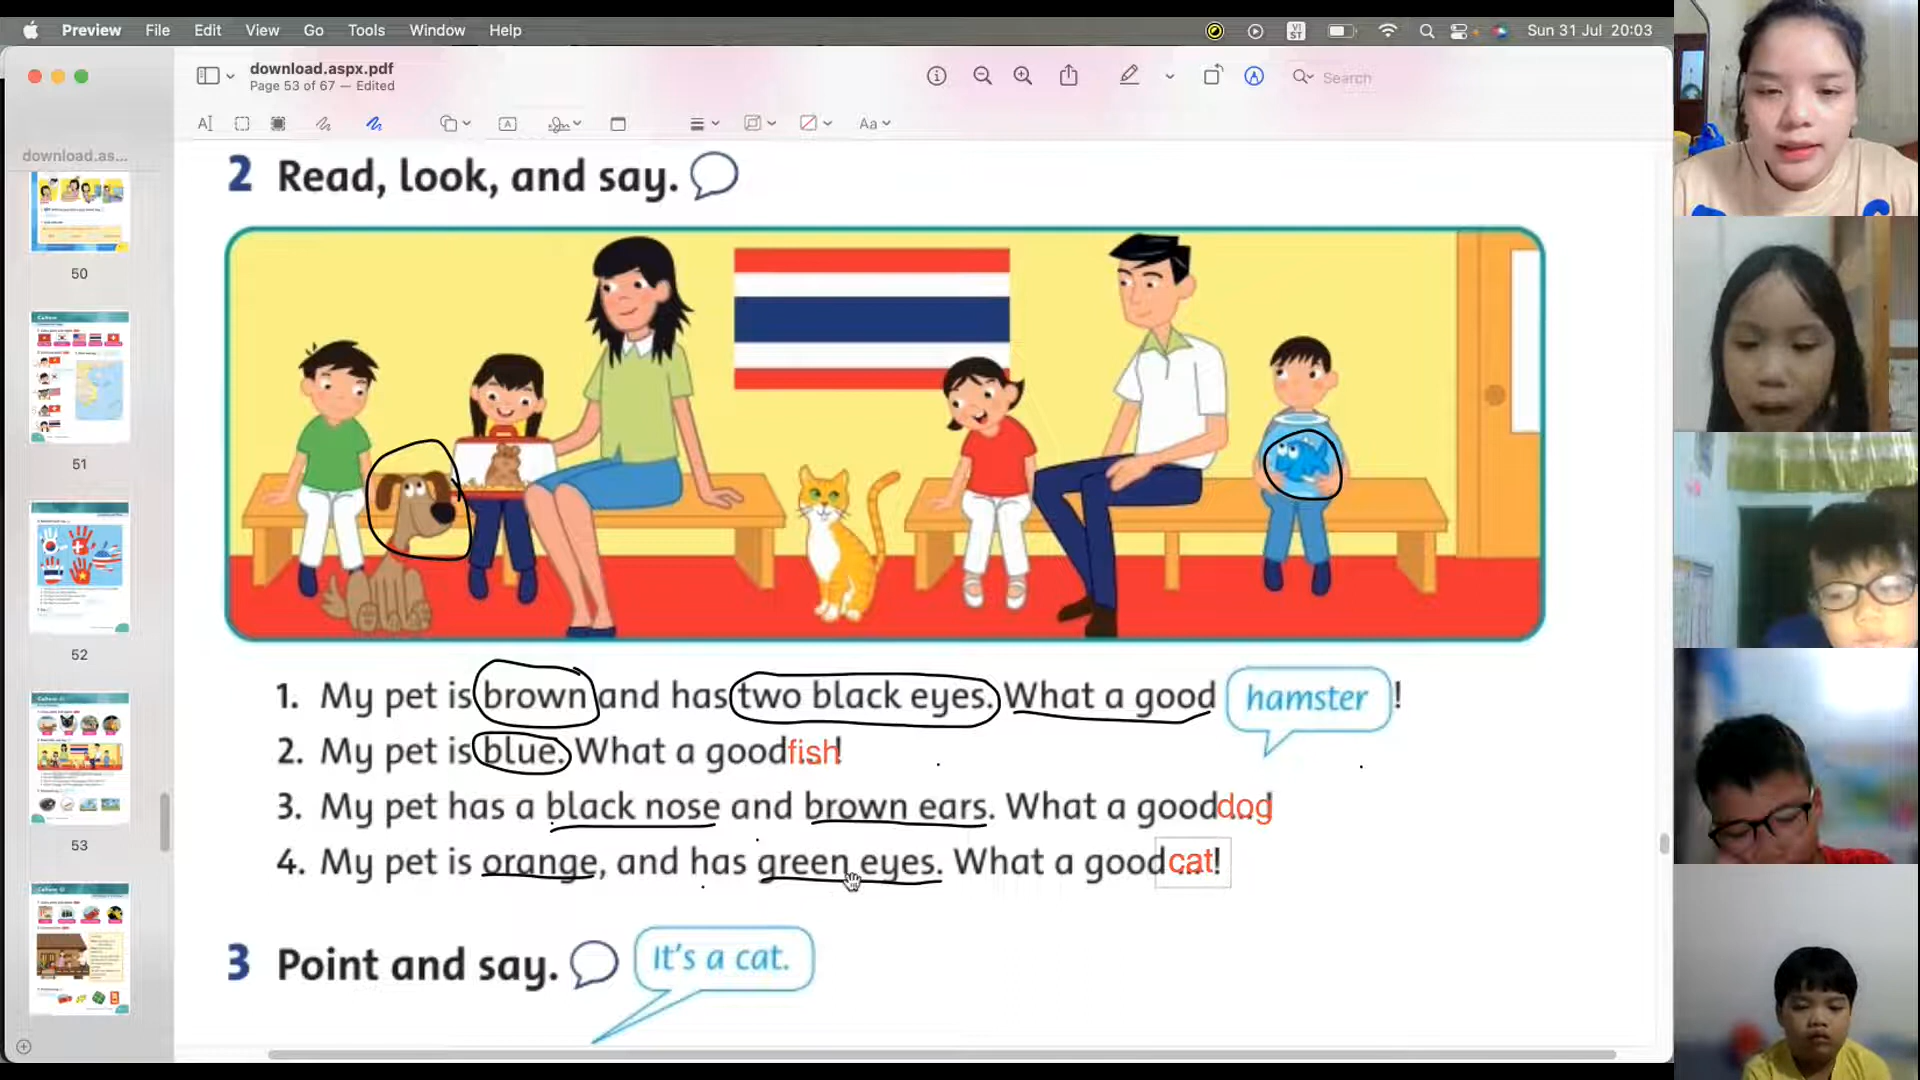 Preview File Edit View Go Tools Window Help
Sun 31 Jul 20:03
download.aspx.pdf
Page 53 of 67 — Edited
Search
Aa
download.as...
50
51
52
53
2 Read, look, and say.
1. My pet is brown and has two black eyes. What a good hamster!
2. My pet is blue. What a good fish!
3. My pet has a black nose and brown ears. What a good dog!
4. My pet is orange, and has green eyes. What a good cat!
3 Point and say. It's a cat.